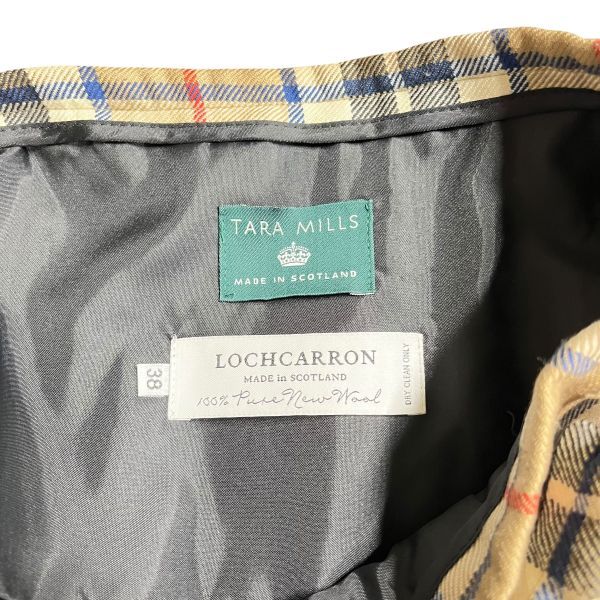 TARA MILLS
MADE IN SCOTLAND
LOCHCARRON
MADE in SCOTLAND
100% Pure New Wool
DRY CLEAN ONLY
38